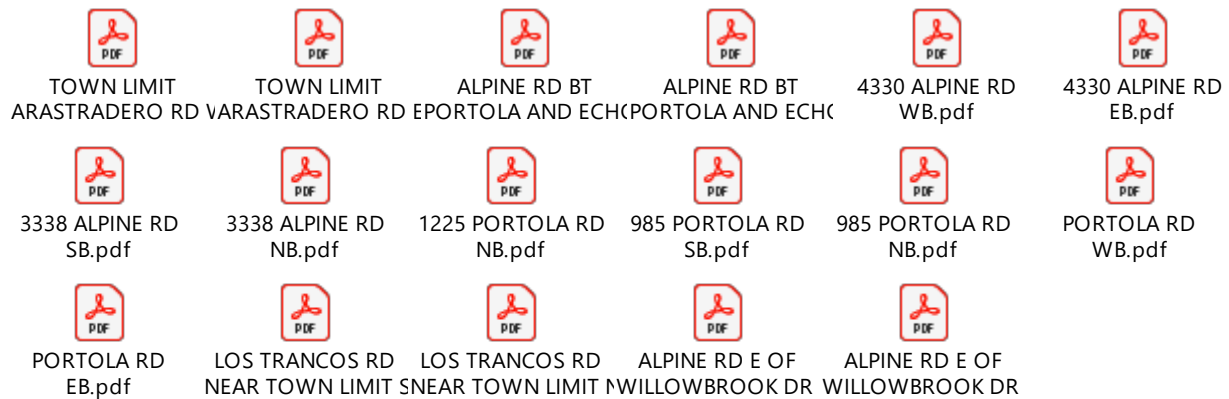 PDF PDF PDF PDF PDF PDF
TOWN LIMIT TOWN LIMIT ALPINE RD BT ALPINE RD BT 4330 ALPINE RD 4330 ALPINE RD
ARASTRADERO RD ARASTRADERO RD PORTOLA AND ECHO PORTOLA AND ECHO WB.pdf EB.pdf
PDF PDF PDF PDF PDF PDF
3338 ALPINE RD 3338 ALPINE RD 1225 PORTOLA RD 985 PORTOLA RD 985 PORTOLA RD PORTOLA RD
SB.pdf NB.pdf NB.pdf SB.pdf NB.pdf WB.pdf
PDF PDF PDF PDF PDF
PORTOLA RD LOS TRANCOS RD LOS TRANCOS RD ALPINE RD E OF ALPINE RD E OF
EB.pdf NEAR TOWN LIMIT NEAR TOWN LIMIT WILLOWBROOK DR WILLOWBROOK DR